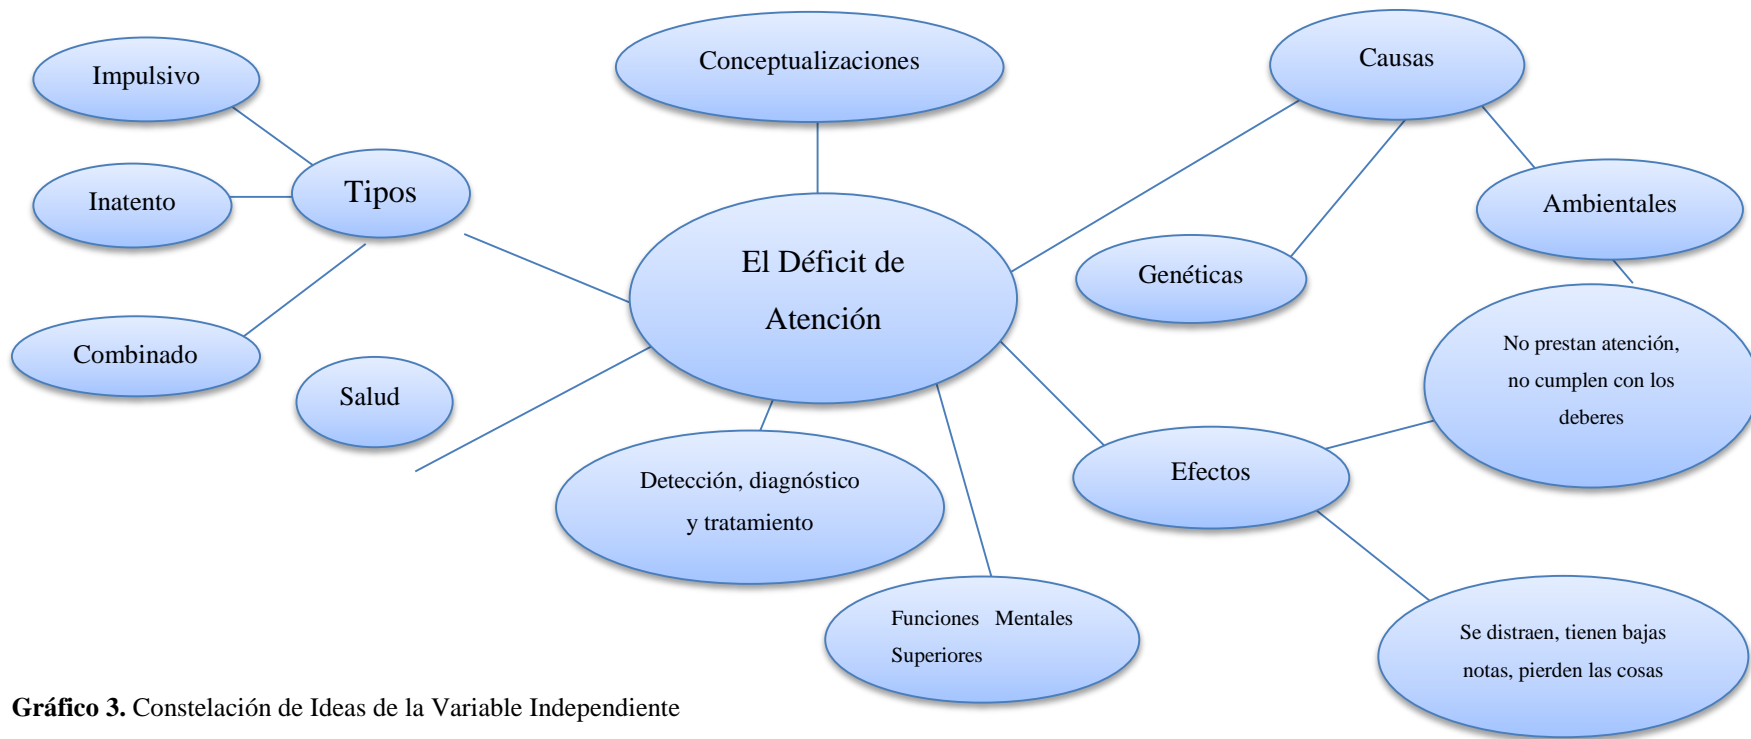 Conceptualizaciones
Causas
Impulsivo
Tipos
Inatento
Ambientales
El Déficit de
Atención
Genéticas
Combinado
Salud
No prestan atención,
no cumplen con los
deberes
Efectos
Detección, diagnóstico
y tratamiento
Funciones Mentales
Superiores
Se distraen, tienen bajas
notas, pierden las cosas
Gráfico 3. Constelación de Ideas de la Variable Independiente